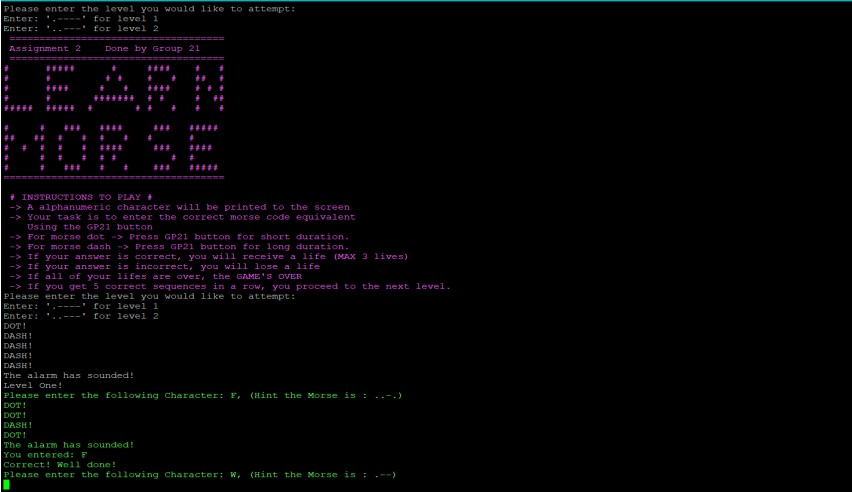 Please enter the level you would like to attempt:
Enter: '.----' for level 1
Enter: '..---' for level 2
Assignment 2 Done by Group 21
LEARN
MORSE
# INSTRUCTIONS TO PLAY #
-> A alphanumeric character will be printed to the screen
-> Your task is to enter the correct morse code equivalent
Using the GP21 button
-> For morse dot -> Press GP21 button for short duration.
-> For morse dash -> Press GP21 button for long duration.
-> If your answer is correct, you will receive a life (MAX 3 lives)
-> If your answer is incorrect, you will lose a life
-> If all of your lifes are over, the GAME'S OVER
-> If you get 5 correct sequences in a row, you proceed to the next level.
Please enter the level you would like to attempt:
Enter: '.----' for level 1
Enter: '..---' for level 2
DOT!
DASH!
DASH!
DASH!
DASH!
The alarm has sounded!
Level One!
Please enter the following Character: F, (Hint the Morse is : ..-.)
DOT!
DOT!
DASH!
DOT!
The alarm has sounded!
You entered: F
Correct! Well done!
Please enter the following Character: W, (Hint the Morse is : .--)